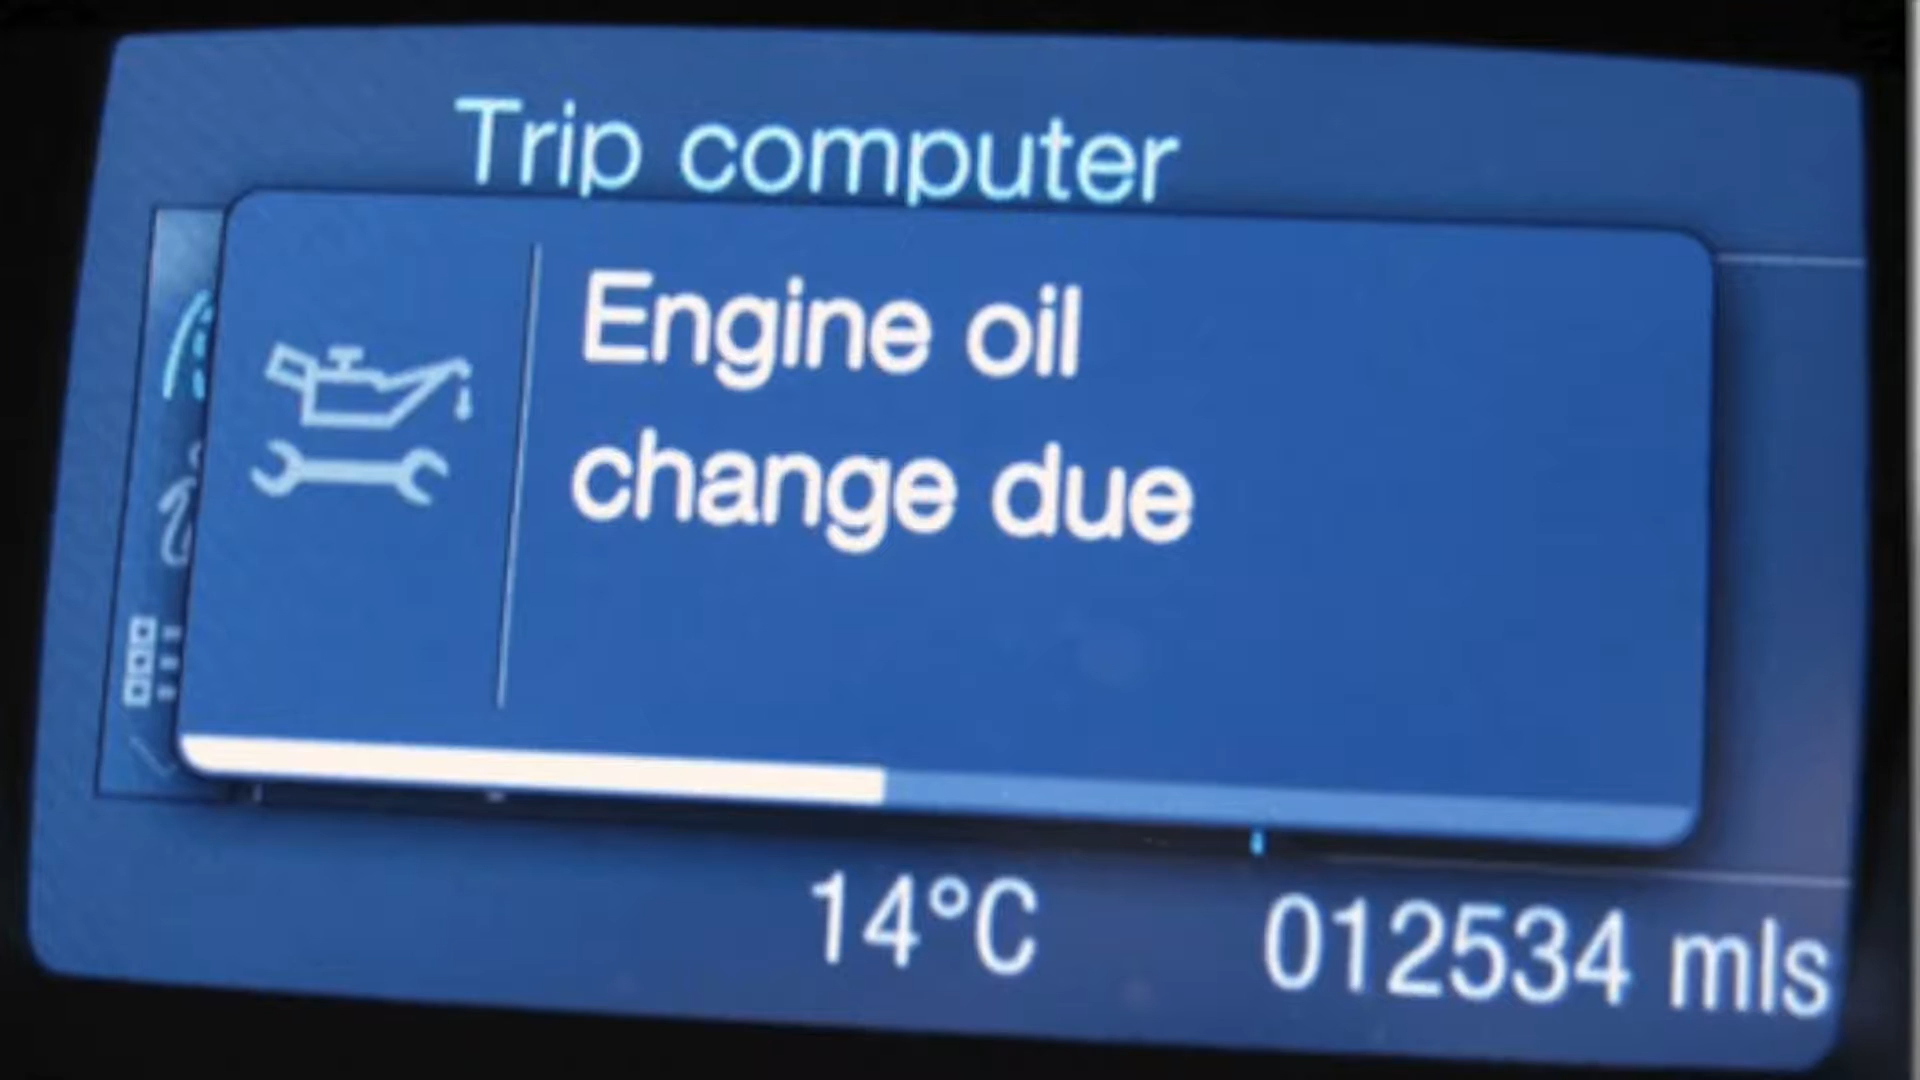 Trip computer
Engine oil
change due
14°C
012534 mls